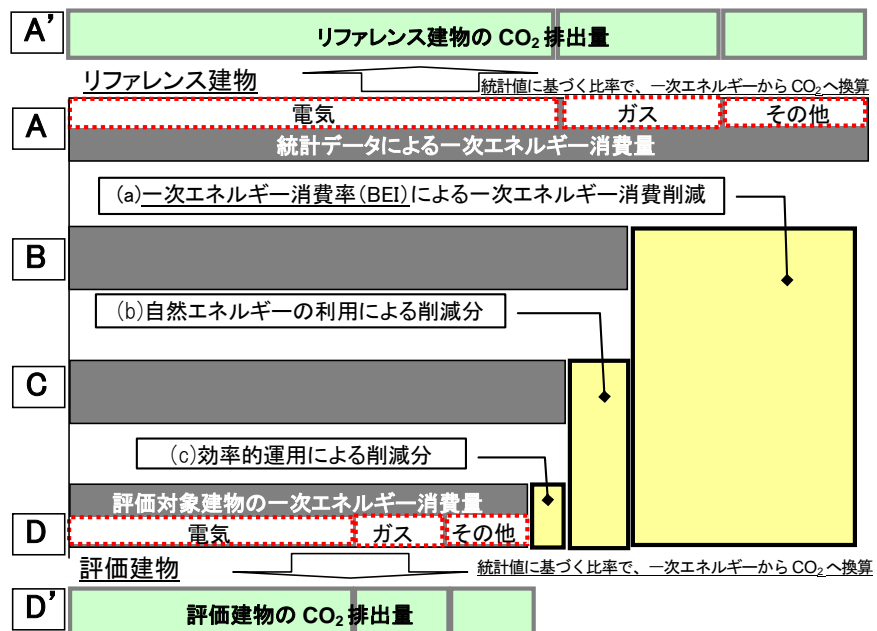 A'
リファレンス建物の CO₂ 排出量
リファレンス建物
統計値に基づく比率で、一次エネルギーから CO₂ へ換算
A
電気
ガス
その他
統計データによる一次エネルギー消費量
(a)一次エネルギー消費率(BEI)による一次エネルギー消費削減
B
(b)自然エネルギーの利用による削減分
C
(c)効率的運用による削減分
評価対象建物の一次エネルギー消費量
D
電気
ガス
その他
評価建物
統計値に基づく比率で、一次エネルギーから CO₂ へ換算
D'
評価建物の CO₂ 排出量